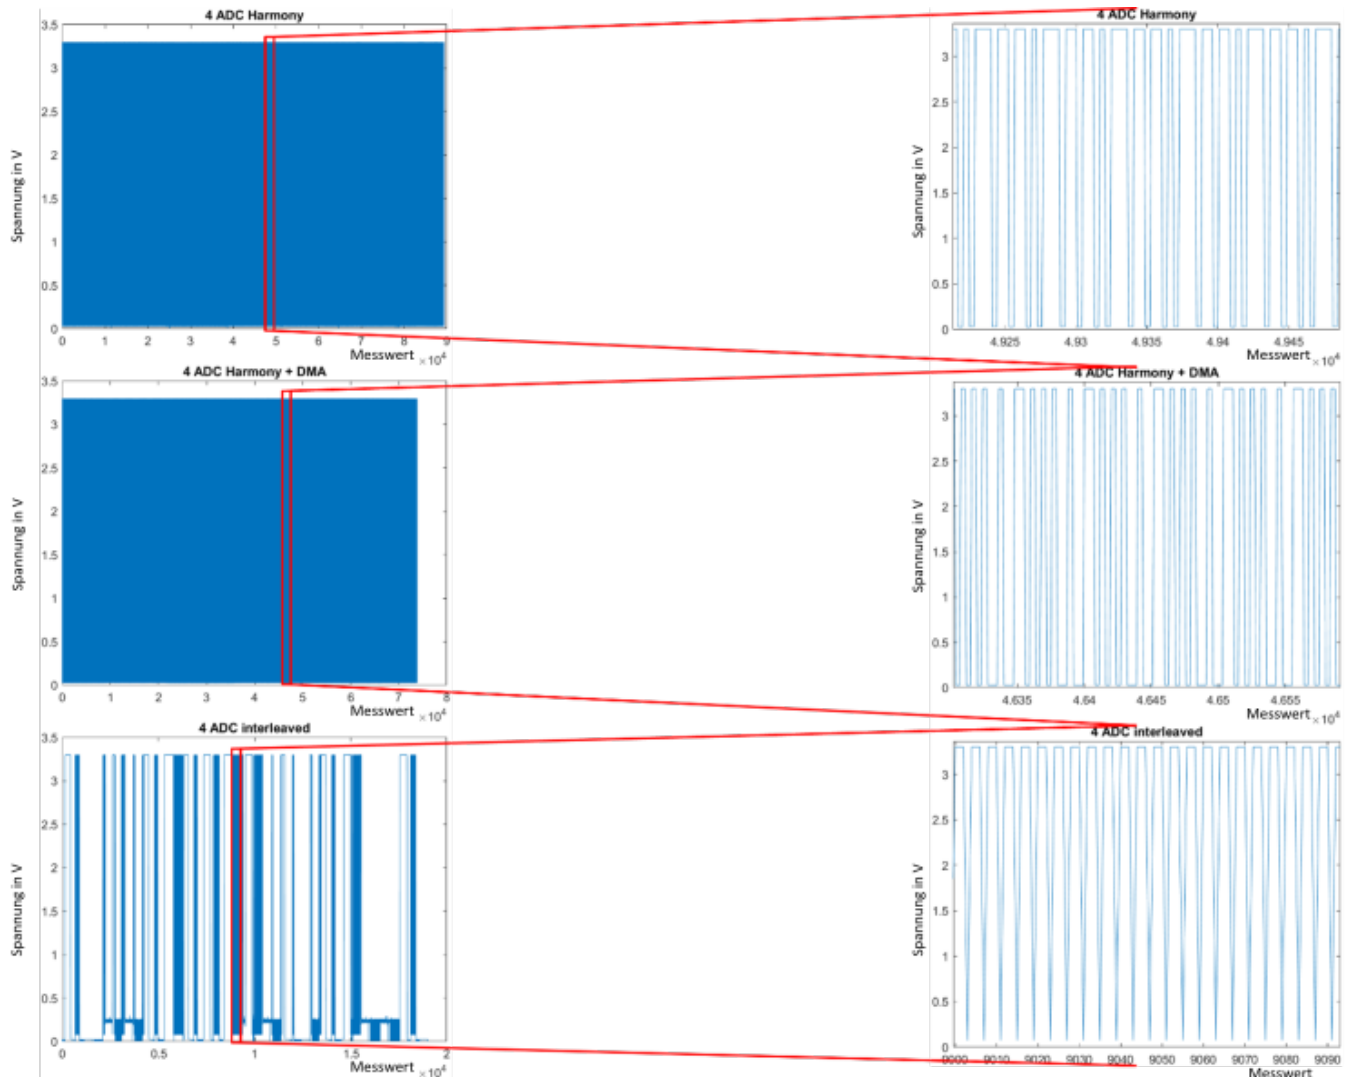 4 ADC Harmony
Spannung in V
3.5
3
2.5
2
1.5
1
0.5
0
0 1 2 3 4 5 6 7 8 9
Messwert ×10⁴
4 ADC Harmony
Spannung in V
3
2.5
2
1.5
1
0.5
0
4.925 4.93 4.935 4.94 4.945
Messwert ×10⁴
4 ADC Harmony + DMA
Spannung in V
3.5
3
2.5
2
1.5
1
0.5
0
0 1 2 3 4 5 6 7 8
Messwert ×10⁴
4 ADC Harmony + DMA
Spannung in V
3
2.5
2
1.5
1
0.5
0
4.635 4.64 4.645 4.65 4.655
Messwert ×10⁴
4 ADC interleaved
Spannung in V
3.5
3
2.5
2
1.5
1
0.5
0
0 0.5 1 1.5 2
Messwert ×10⁴
4 ADC interleaved
Spannung in V
3
2.5
2
1.5
1
0.5
0
9000 9010 9020 9030 9040 9050 9060 9070 9080 9090
Messwert